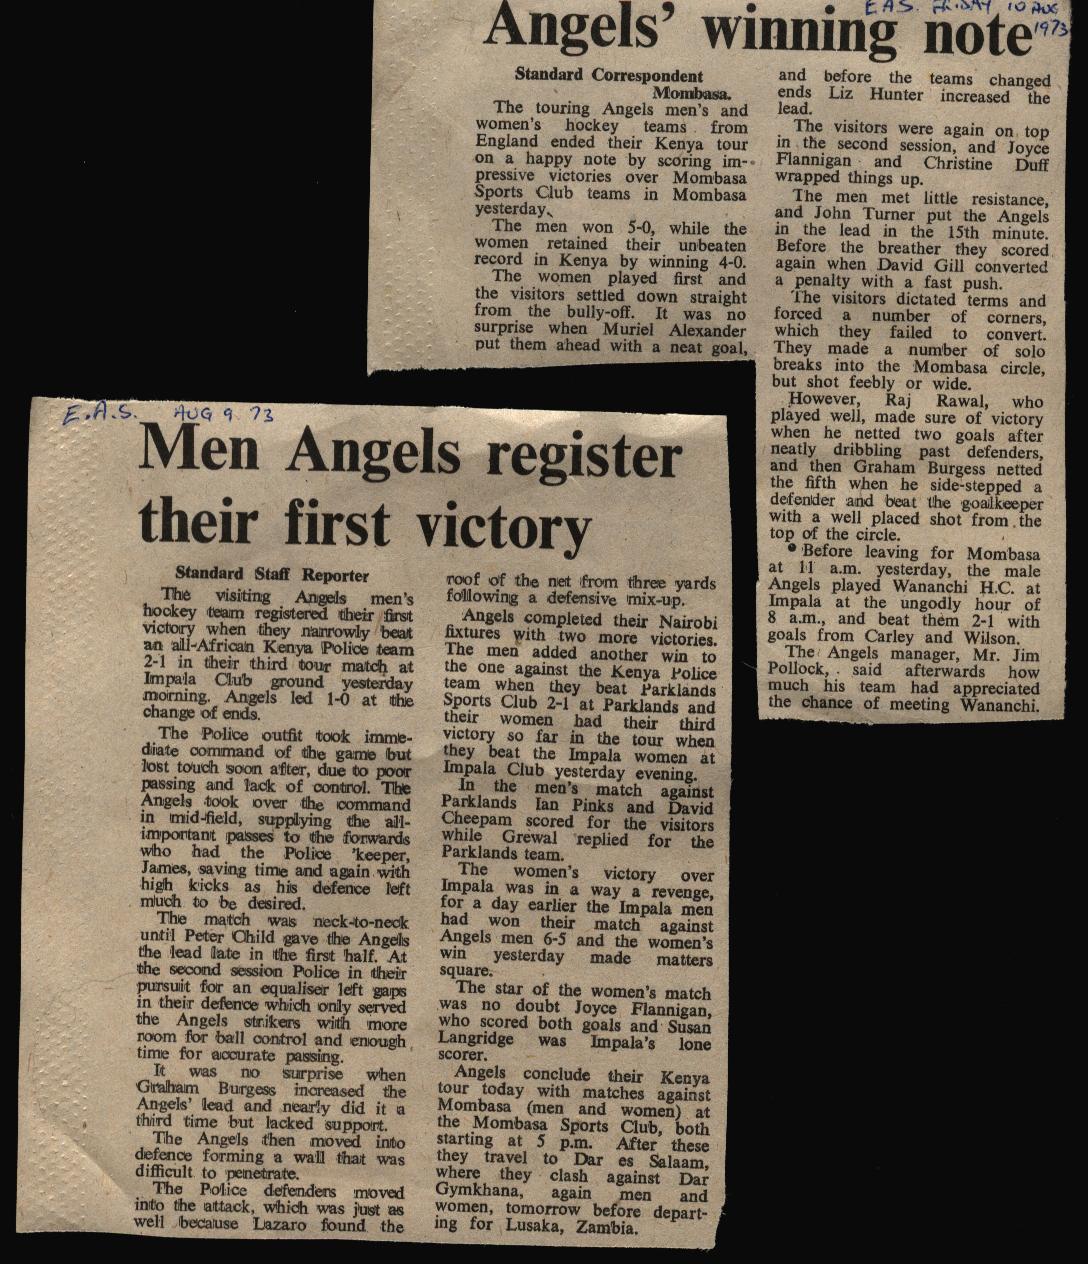 E.A.S. FRIDAY 10 AUG
1973
Angels' winning note
Standard Correspondent
Mombasa.
The touring Angels men's and
women's hockey teams from
England ended their Kenya tour
on a happy note by scoring im-
pressive victories over Mombasa
Sports Club teams in Mombasa
yesterday.
The men won 5-0, while the
women retained their unbeaten
record in Kenya by winning 4-0.
The women played first and
the visitors settled down straight
from the bully-off. It was no
surprise when Muriel Alexander
put them ahead with a neat goal,
and before the teams changed
ends Liz Hunter increased the
lead.
The visitors were again on top
in the second session, and Joyce
Flannigan and Christine Duff
wrapped things up.
The men met little resistance,
and John Turner put the Angels
in the lead in the 15th minute.
Before the breather they scored
again when David Gill converted
a penalty with a fast push.
The visitors dictated terms and
forced a number of corners,
which they failed to convert.
They made a number of solo
breaks into the Mombasa circle,
but shot feebly or wide.
However, Raj Rawal, who
played well, made sure of victory
when he netted two goals after
neatly dribbling past defenders,
and then Graham Burgess netted
the fifth when he side-stepped a
defender and beat the goalkeeper
with a well placed shot from the
top of the circle.
• Before leaving for Mombasa
at 11 a.m. yesterday, the male
Angels played Wananchi H.C. at
Impala at the ungodly hour of
8 a.m., and beat them 2-1 with
goals from Carley and Wilson.
The Angels manager, Mr. Jim
Pollock, said afterwards how
much his team had appreciated
the chance of meeting Wananchi.
E.A.S. AUG 9. 73
Men Angels register
their first victory
Standard Staff Reporter
The visiting Angels men's
hockey team registered their first
victory when they narrowly beat
an all-African Kenya Police team
2-1 in their third tour match at
Impala Club ground yesterday
morning. Angels led 1-0 at the
change of ends.
The Police outfit took imme-
diate command of the game but
lost touch soon after, due to poor
passing and lack of control. The
Angels took over the command
in mid-field, supplying the all-
important passes to the forwards
who had the Police 'keeper,
James, saving time and again with
high kicks as his defence left
much to be desired.
The match was neck-to-neck
until Peter Child gave the Angels
the lead late in the first half. At
the second session Police in their
pursuit for an equaliser left gaps
in their defence which only served
the Angels strikers with more
room for ball control and enough
time for accurate passing.
It was no surprise when
Graham Burgess increased the
Angels' lead and nearly did it a
third time but lacked support.
The Angels then moved into
defence forming a wall that was
difficult to penetrate.
The Police defenders moved
into the attack, which was just as
well because Lazaro found the
roof of the net from three yards
following a defensive mix-up.
Angels completed their Nairobi
fixtures with two more victories.
The men added another win to
the one against the Kenya Police
team when they beat Parklands
Sports Club 2-1 at Parklands and
their women had their third
victory so far in the tour when
they beat the Impala women at
Impala Club yesterday evening.
In the men's match against
Parklands Ian Pinks and David
Cheepam scored for the visitors
while Grewal replied for the
Parklands team.
The women's victory over
Impala was in a way a revenge,
for a day earlier the Impala men
had won their match against
Angels men 6-5 and the women's
win yesterday made matters
square.
The star of the women's match
was no doubt Joyce Flannigan,
who scored both goals and Susan
Langridge was Impala's lone
scorer.
Angels conclude their Kenya
tour today with matches against
Mombasa (men and women) at
the Mombasa Sports Club, both
starting at 5 p.m. After these
they travel to Dar es Salaam,
where they clash against Dar
Gymkhana, again men and
women, tomorrow before depart-
ing for Lusaka, Zambia.